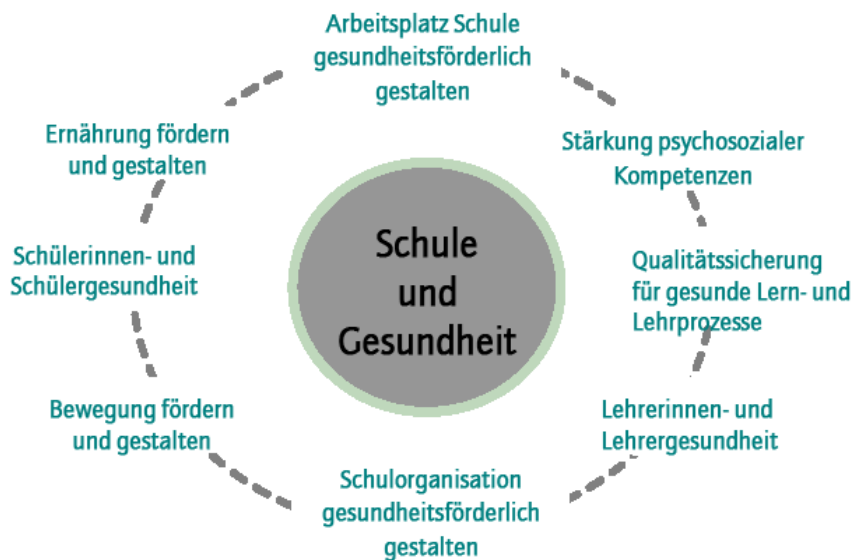 Arbeitsplatz Schule
gesundheitsförderlich
gestalten
Ernährung fördern
und gestalten
Stärkung psychosozialer
Kompetenzen
Schülerinnen- und
Schülergesundheit
Schule
und
Gesundheit
Qualitätssicherung
für gesunde Lern- und
Lehrprozesse
Bewegung fördern
und gestalten
Lehrerinnen- und
Lehrergesundheit
Schulorganisation
gesundheitsförderlich
gestalten